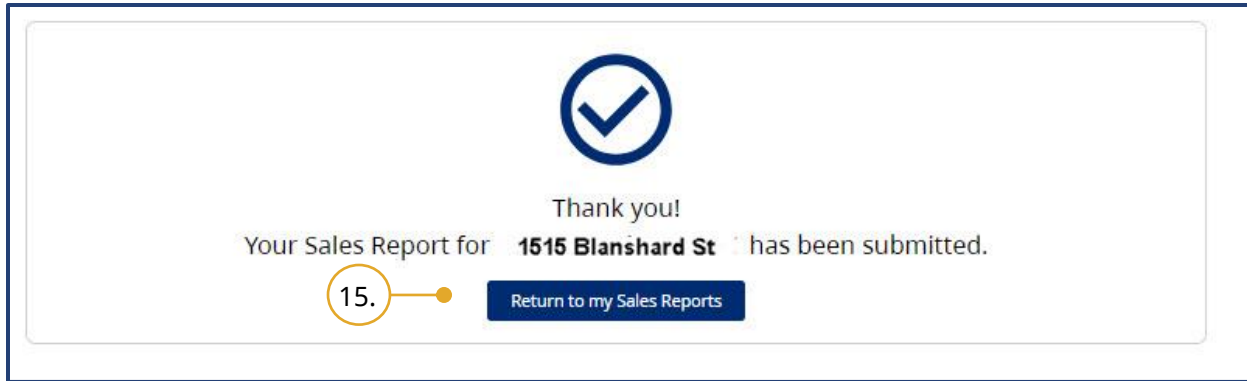 Thank you!
Your Sales Report for 1515 Blanshard St has been submitted.
15.
Return to my Sales Reports